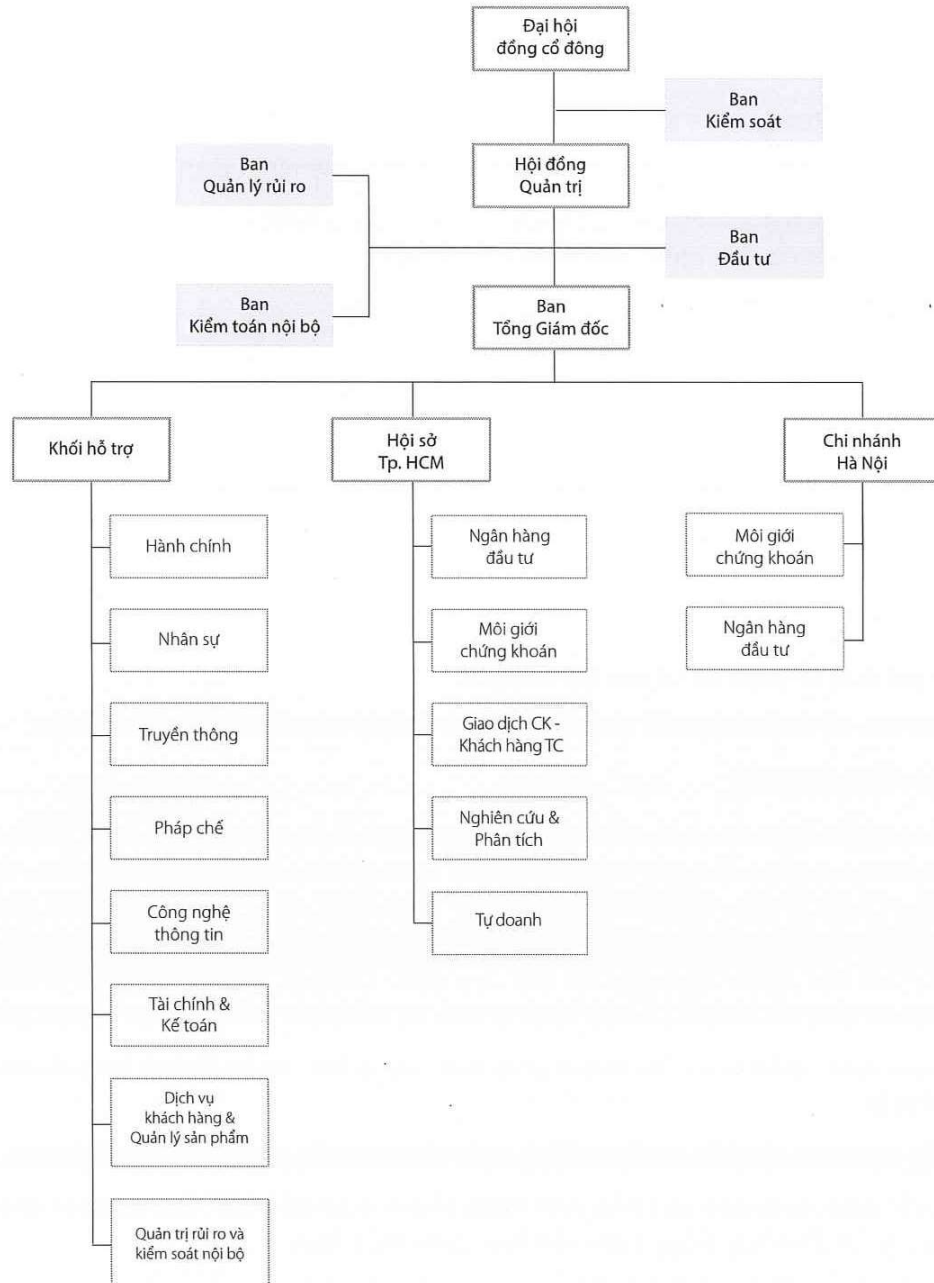 Đại hội
đồng cổ đông
Ban
Kiểm soát
Hội đồng
Quản trị
Ban
Quản lý rủi ro
Ban
Đầu tư
Ban
Kiểm toán nội bộ
Ban
Tổng Giám đốc
Khối hỗ trợ
Hội sở
Tp. HCM
Chi nhánh
Hà Nội
Hành chính
Nhân sự
Truyền thông
Pháp chế
Công nghệ
thông tin
Tài chính &
Kế toán
Dịch vụ
khách hàng &
Quản lý sản phẩm
Quản trị rủi ro và
kiểm soát nội bộ
Ngân hàng
đầu tư
Môi giới
chứng khoán
Giao dịch CK -
Khách hàng TC
Nghiên cứu &
Phân tích
Tự doanh
Môi giới
chứng khoán
Ngân hàng
đầu tư